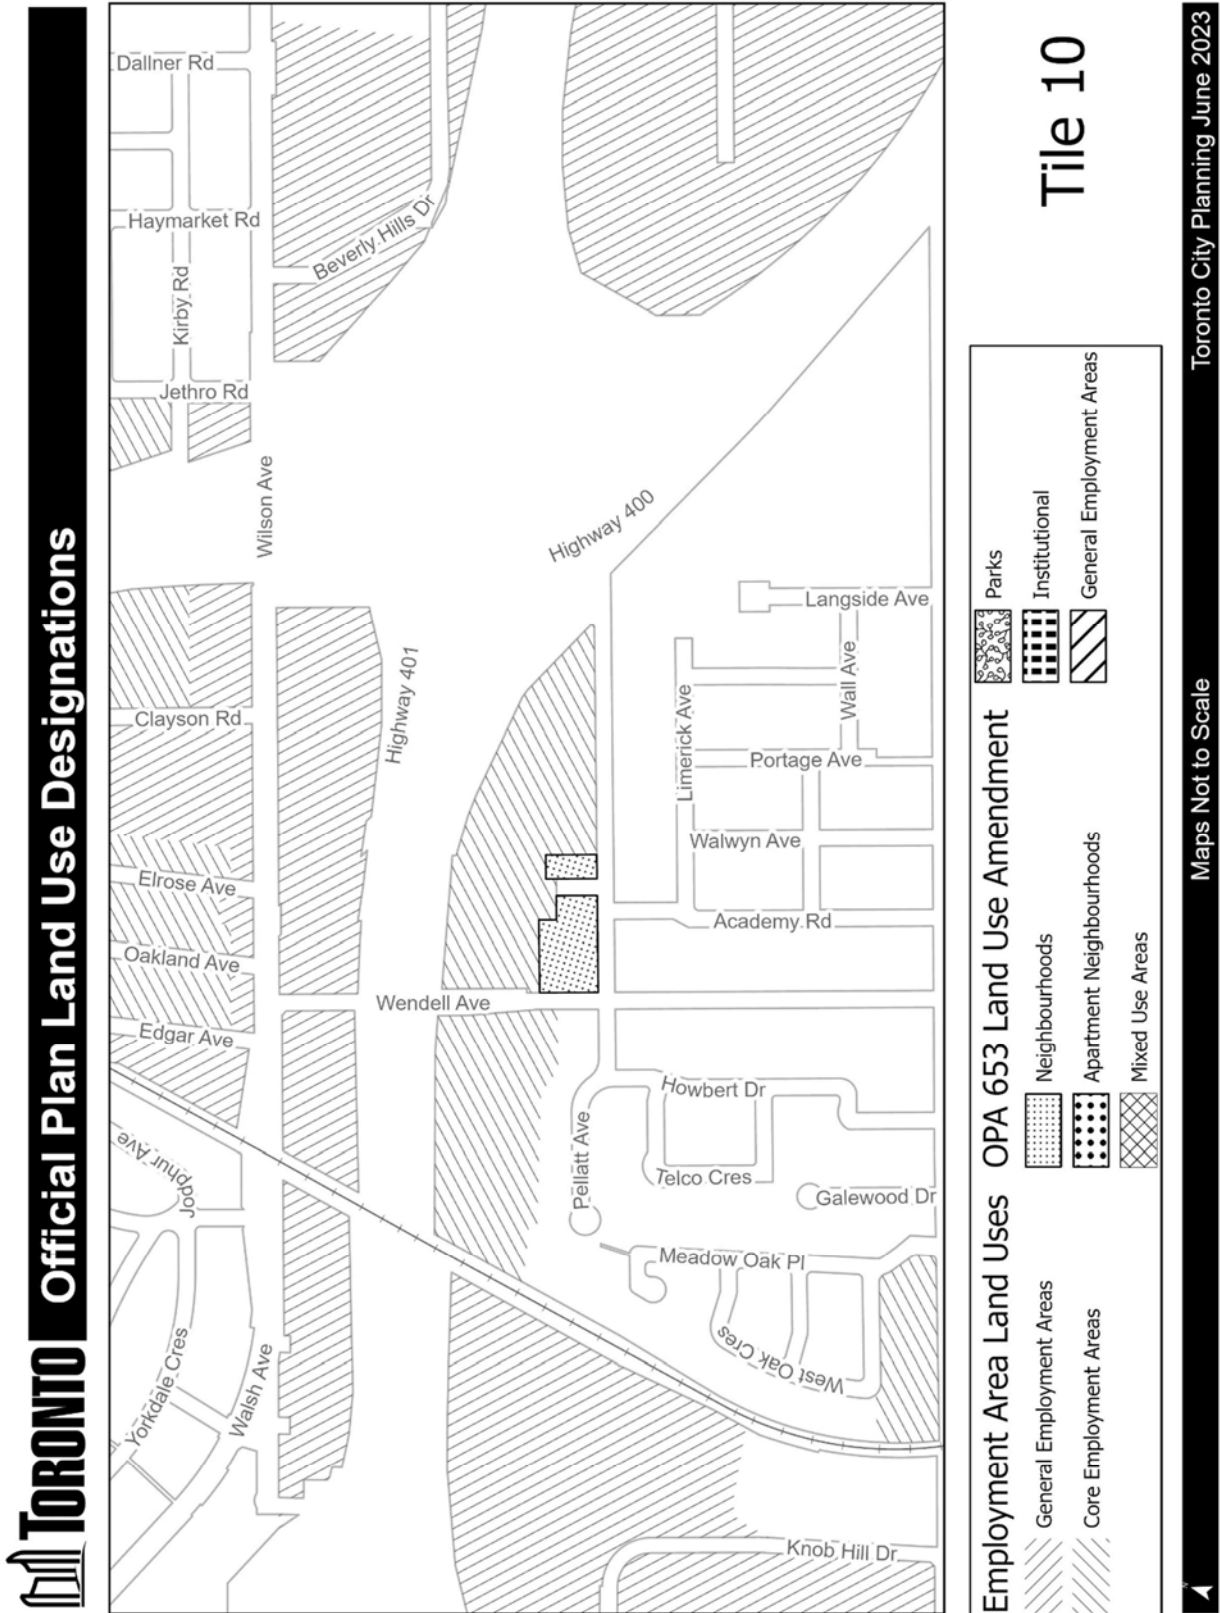 TORONTO
Official Plan Land Use Designations
Dallner Rd
Haymarket Rd
Kirby Rd
Jethro Rd
Beverly Hills Dr
Wilson Ave
Highway 400
Highway 401
Clayson Rd
Elrose Ave
Oakland Ave
Edgar Ave
Wendell Ave
Langside Ave
Wall Ave
Limerick Ave
Portage Ave
Walwyn Ave
Academy Rd
Jodphur Ave
Yorkdale Cres
Walsh Ave
Pellatt Ave
Howbert Dr
Telco Cres
Galewood Dr
Meadow Oak Pl
West Oak Cres
Knob Hill Dr
Employment Area Land Uses
General Employment Areas
Core Employment Areas
OPA 653 Land Use Amendment
Neighbourhoods
Apartment Neighbourhoods
Mixed Use Areas
Parks
Institutional
General Employment Areas
Tile 10
N
Maps Not to Scale
Toronto City Planning June 2023